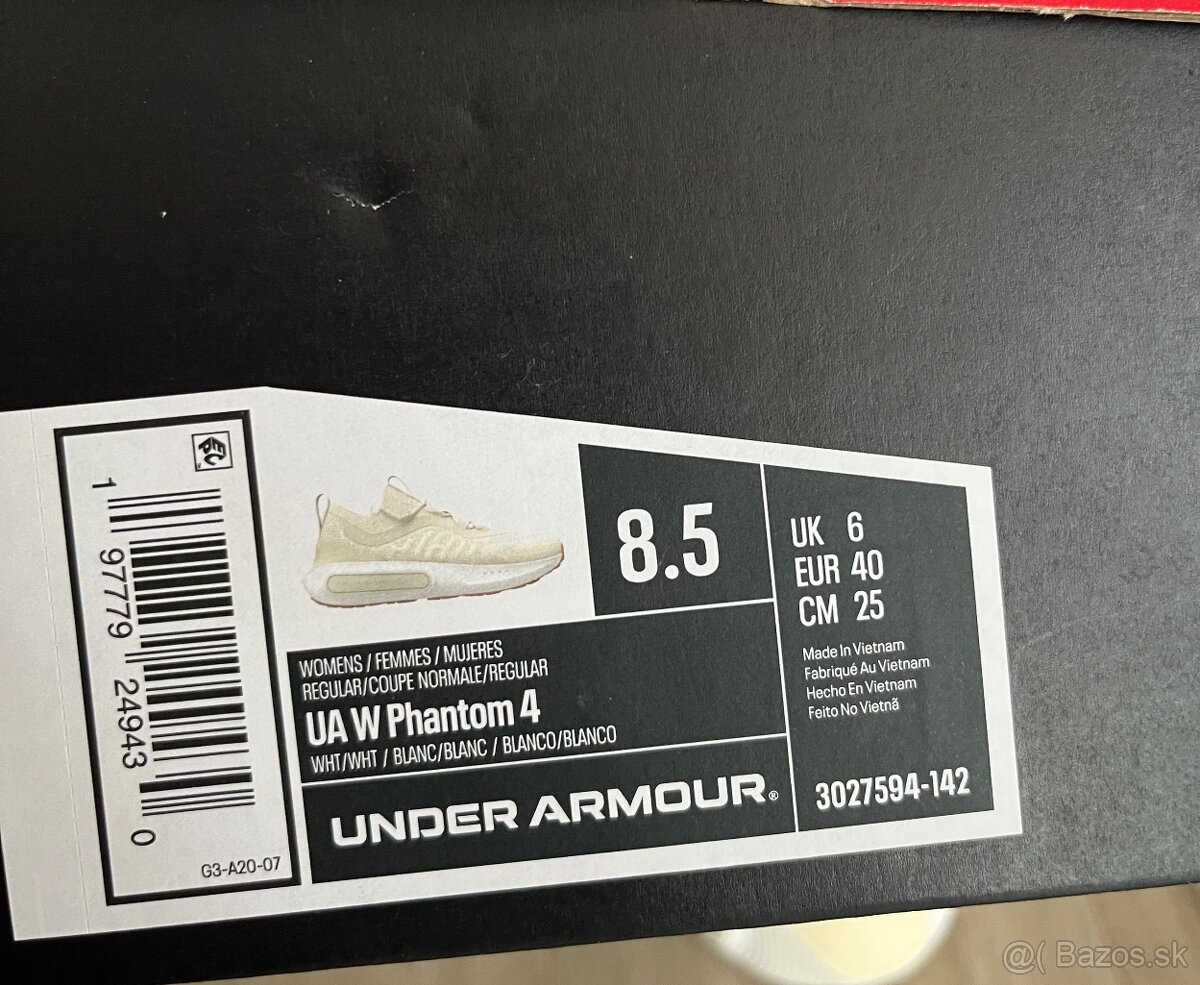 1 97779 24943 0
G3-A20-07
8.5
UK 6
EUR 40
CM 25
Made In Vietnam
Fabriqué Au Vietnam
Hecho En Vietnam
Feito No Vietnã
3027594-142
WOMENS / FEMMES / MUJERES
REGULAR/COUPE NORMALE/REGULAR
UA W Phantom 4
WHT/WHT / BLANC/BLANC / BLANCO/BLANCO
UNDER ARMOUR®
@( Bazos.sk